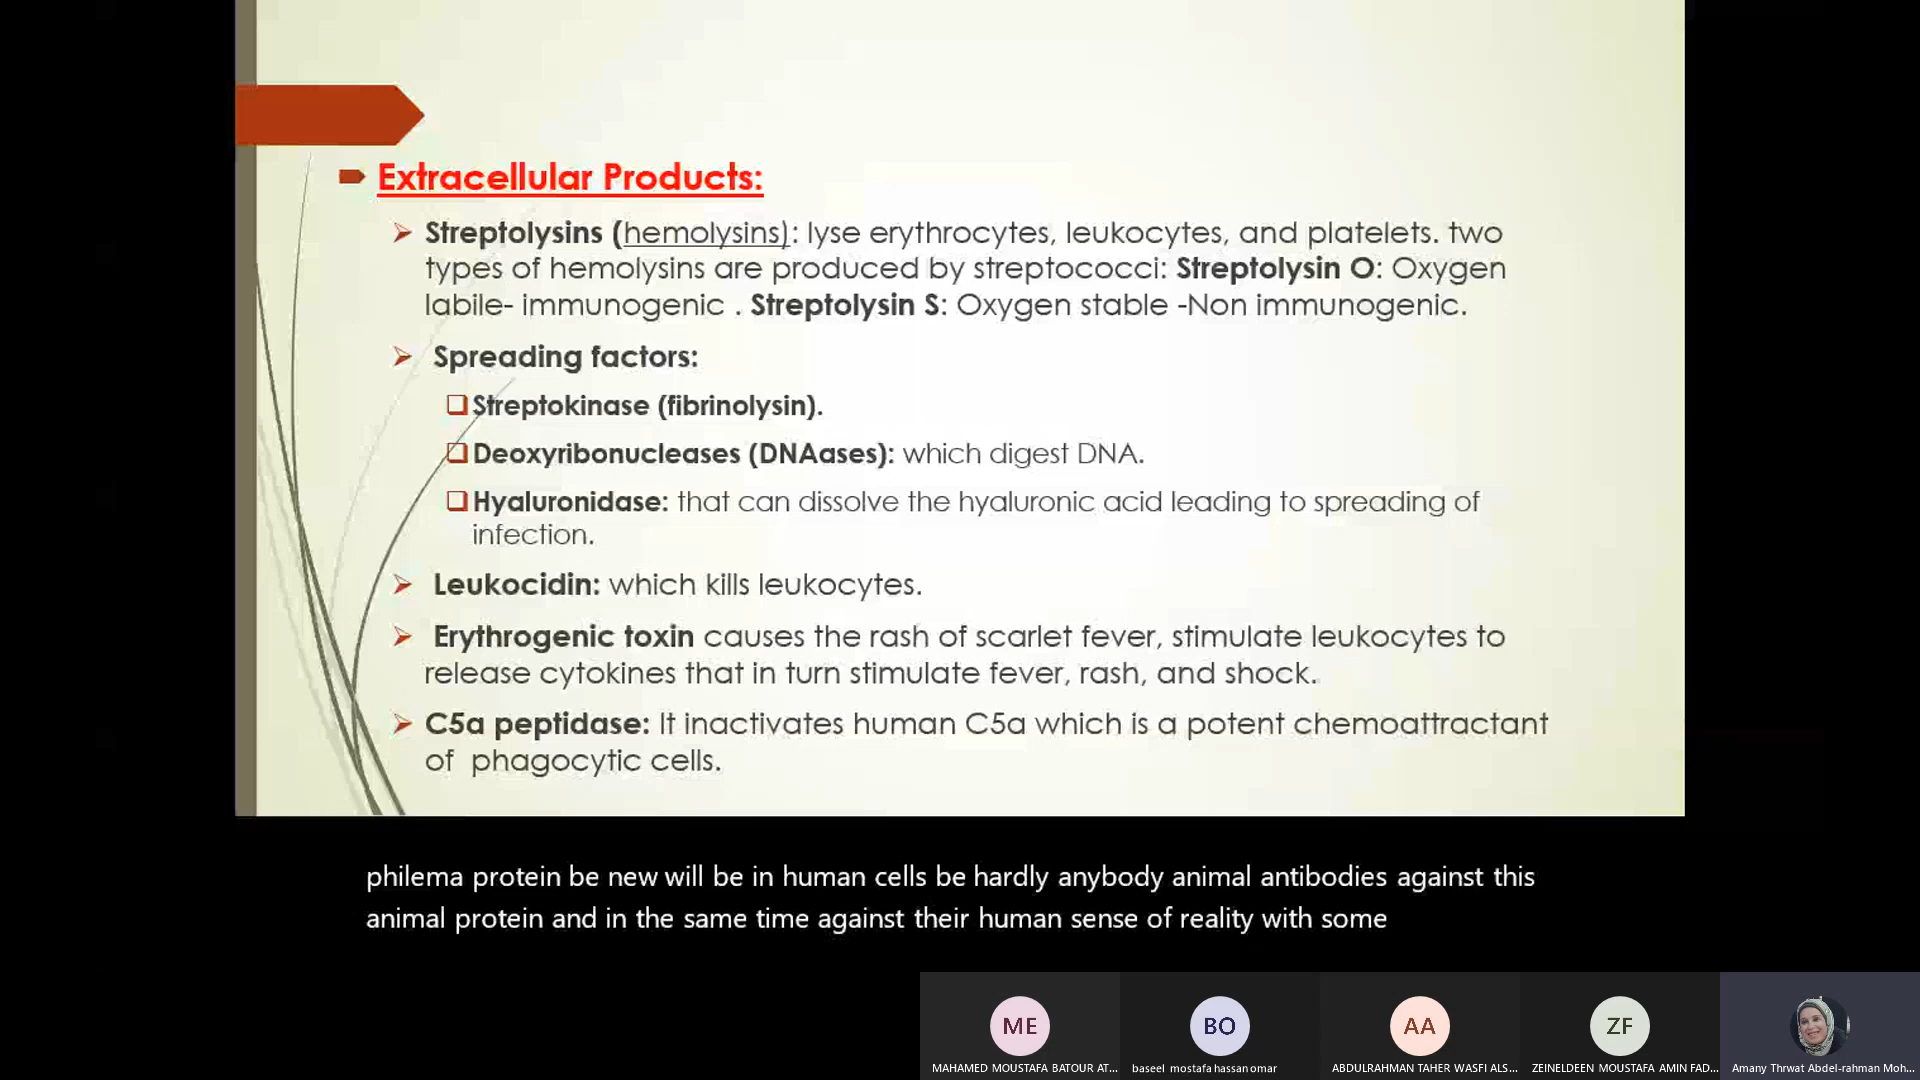 Extracellular Products:
Streptolysins (hemolysins): lyse erythrocytes, leukocytes, and platelets. two
types of hemolysins are produced by streptococci: Streptolysin O: Oxygen
labile- immunogenic . Streptolysin S: Oxygen stable -Non immunogenic.
Spreading factors:
Streptokinase (fibrinolysin).
Deoxyribonucleases (DNAases): which digest DNA.
Hyaluronidase: that can dissolve the hyaluronic acid leading to spreading of
infection.
Leukocidin: which kills leukocytes.
Erythrogenic toxin causes the rash of scarlet fever, stimulate leukocytes to
release cytokines that in turn stimulate fever, rash, and shock.
C5a peptidase: It inactivates human C5a which is a potent chemoattractant
of phagocytic cells.
philema protein be new will be in human cells be hardly anybody animal antibodies against this
animal protein and in the same time against their human sense of reality with some
ME BO AA ZF
MAHAMED MOUSTAFA BATOUR AT... baseel mostafa hassan omar ABDULRAHMAN TAHER WASFI ALS... ZEINELDEEN MOUSTAFA AMIN FAD... Amany Thrwat Abdel-rahman Moh...